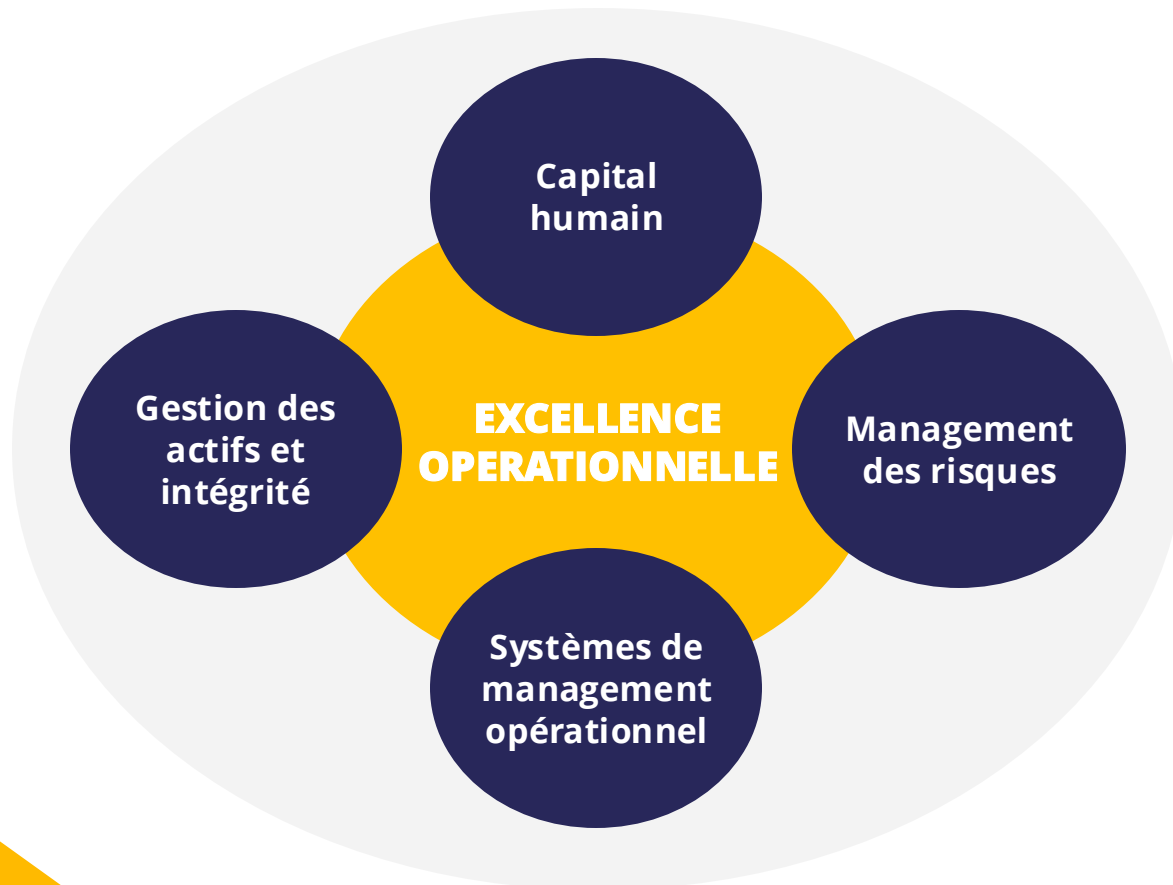 Capital
humain
Gestion des
actifs et
intégrité
EXCELLENCE
OPERATIONNELLE
Management
des risques
Systèmes de
management
opérationnel